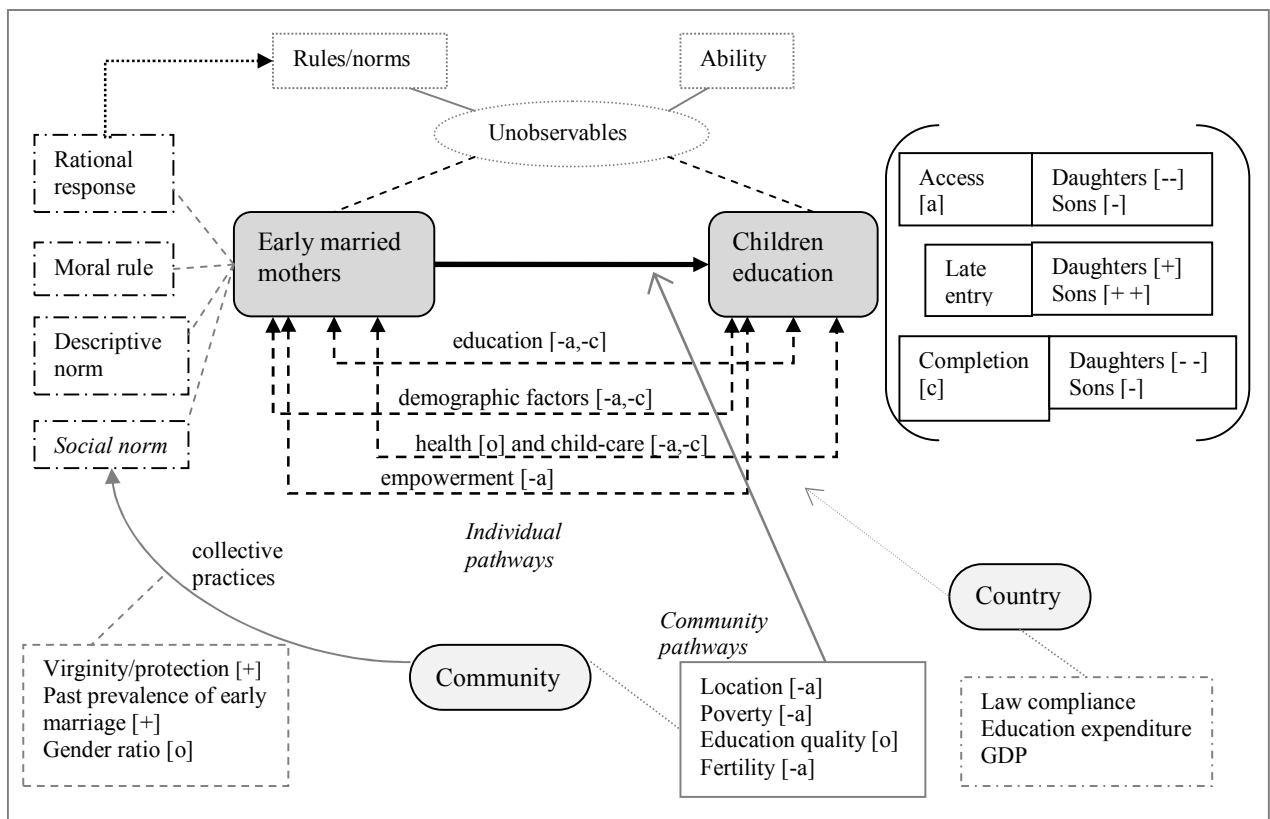 Rules/norms
Ability
Unobservables
Rational
response
Moral rule
Descriptive
norm
Social norm
Early married
mothers
Children
education
Access
[a]
Daughters [--]
Sons [-]
Late
entry
Daughters [+]
Sons [+ +]
Completion
[c]
Daughters [- -]
Sons [-]
education [-a,-c]
demographic factors [-a,-c]
health [o] and child-care [-a,-c]
empowerment [-a]
Individual
pathways
collective
practices
Community
pathways
Country
Community
Virginity/protection [+]
Past prevalence of early
marriage [+]
Gender ratio [o]
Location [-a]
Poverty [-a]
Education quality [o]
Fertility [-a]
Law compliance
Education expenditure
GDP